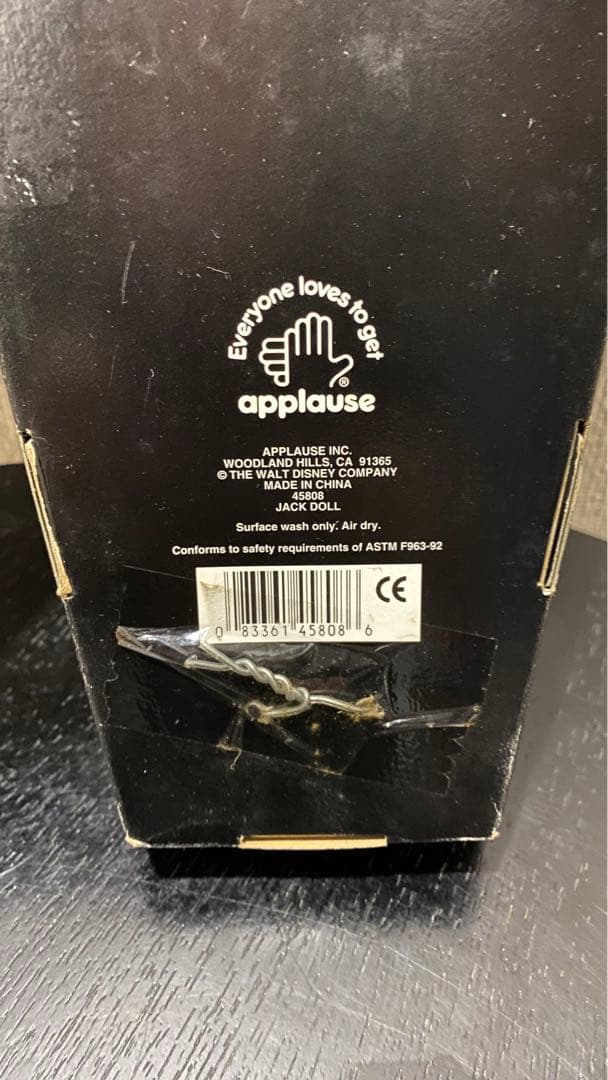 Everyone loves to get
®
applause
APPLAUSE INC.
WOODLAND HILLS, CA 91365
© THE WALT DISNEY COMPANY
MADE IN CHINA
45808
JACK DOLL
Surface wash only. Air dry.
Conforms to safety requirements of ASTM F963-92
CE
0 83361 45808 6